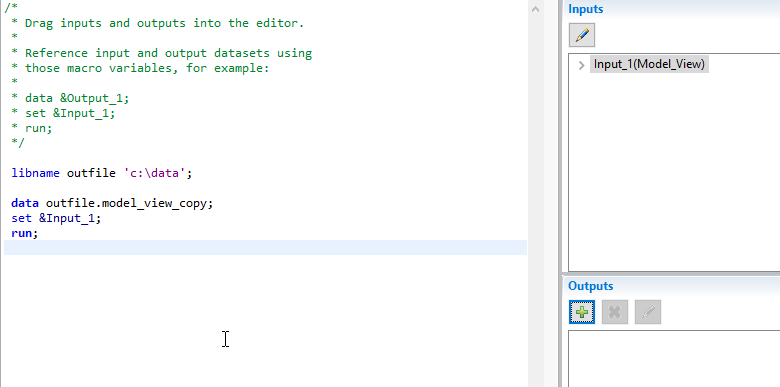 /*
* Drag inputs and outputs into the editor.
*
* Reference input and output datasets using
* those macro variables, for example:
*
* data &Output_1;
* set &Input_1;
* run;
*/
libname outfile 'c:\data';
data outfile.model_view_copy;
set &Input_1;
run;
Inputs
Input_1(Model_View)
Outputs